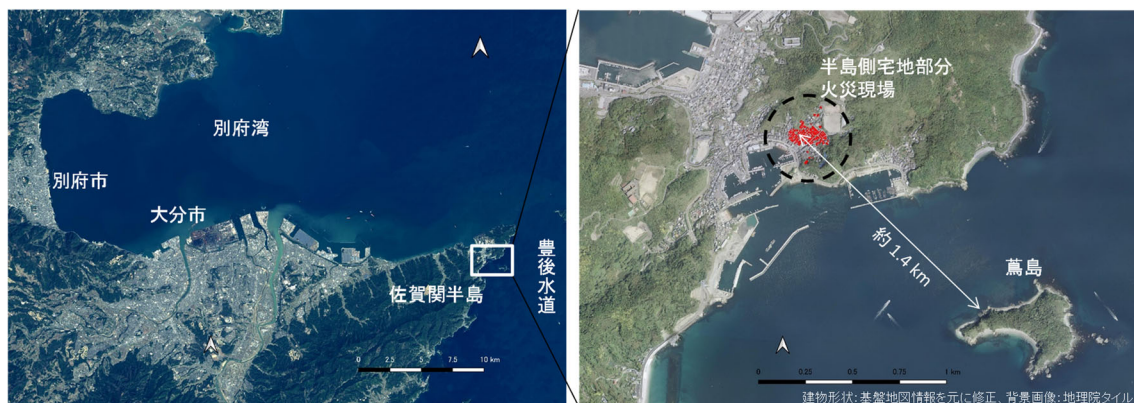 別府湾
別府市
大分市
豊後水道
佐賀関半島
0 2.5 5 7.5 10 km
半島側宅地部分
火災現場
約 1.4 km
蔦島
0 0.25 0.5 0.75 1 km
建物形状:基盤地図情報を元に修正、背景画像:地理院タイル